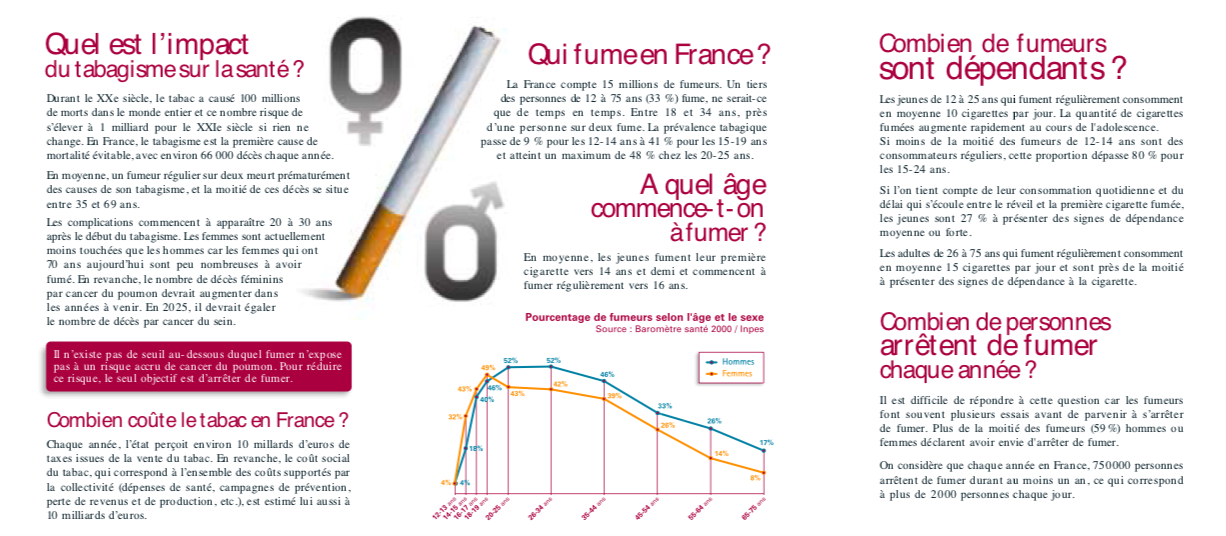 Quel est l'impact
du tabagisme sur la santé ?
Durant le XXe siècle, le tabac a causé 100 millions
de morts dans le monde entier et ce nombre risque de
s'élever à 1 milliard pour le XXIe siècle si rien ne
change. En France, le tabagisme est la première cause de
mortalité évitable, avec environ 66 000 décès chaque année.
En moyenne, un fumeur régulier sur deux meurt prématurément
des causes de son tabagisme, et la moitié de ces décès se situe
entre 35 et 69 ans.
Les complications commencent à apparaître 20 à 30 ans
après le début du tabagisme. Les femmes sont actuellement
moins touchées que les hommes car les femmes qui ont
70 ans aujourd'hui sont peu nombreuses à avoir
fumé. En revanche, le nombre de décès féminins
par cancer du poumon devrait augmenter dans
les années à venir. En 2025, il devrait égaler
le nombre de décès par cancer du sein.
Il n'existe pas de seuil au-dessous duquel fumer n'expose
pas à un risque accru de cancer du poumon. Pour réduire
ce risque, le seul objectif est d'arrêter de fumer.
Combien coûte le tabac en France ?
Chaque année, l'état perçoit environ 10 millards d'euros de
taxes issues de la vente du tabac. En revanche, le coût social
du tabac, qui correspond à l'ensemble des coûts supportés par
la collectivité (dépenses de santé, campagnes de prévention,
perte de revenus et de production, etc.), est estimé lui aussi à
10 milliards d'euros.
Qui fume en France ?
La France compte 15 millions de fumeurs. Un tiers
des personnes de 12 à 75 ans (33 %) fume, ne serait-ce
que de temps en temps. Entre 18 et 34 ans, près
d'une personne sur deux fume. La prévalence tabagique
passe de 9 % pour les 12-14 ans à 41 % pour les 15-19 ans
et atteint un maximum de 48 % chez les 20-25 ans.
A quel âge
commence-t-on
à fumer ?
En moyenne, les jeunes fument leur première
cigarette vers 14 ans et demi et commencent à
fumer régulièrement vers 16 ans.
Pourcentage de fumeurs selon l'âge et le sexe
Source : Baromètre santé 2000 / Inpes
Hommes
Femmes
52% 52%
49%
46%
46%
43%
43%
42%
40%
39%
33%
32%
26%
26%
18%
17%
14%
8%
4% 4%
12-13 ans
14-15 ans
16-17 ans
18-19 ans
20-25 ans
26-34 ans
35-44 ans
45-54 ans
55-64 ans
65-75 ans
Combien de fumeurs
sont dépendants ?
Les jeunes de 12 à 25 ans qui fument régulièrement consomment
en moyenne 10 cigarettes par jour. La quantité de cigarettes
fumées augmente rapidement au cours de l'adolescence.
Si moins de la moitié des fumeurs de 12-14 ans sont des
consommateurs réguliers, cette proportion dépasse 80 % pour
les 15-24 ans.
Si l'on tient compte de leur consommation quotidienne et du
délai qui s'écoule entre le réveil et la première cigarette fumée,
les jeunes sont 27 % à présenter des signes de dépendance
moyenne ou forte.
Les adultes de 26 à 75 ans qui fument régulièrement consomment
en moyenne 15 cigarettes par jour et sont près de la moitié
à présenter des signes de dépendance à la cigarette.
Combien de personnes
arrêtent de fumer
chaque année ?
Il est difficile de répondre à cette question car les fumeurs
font souvent plusieurs essais avant de parvenir à s'arrêter
de fumer. Plus de la moitié des fumeurs (59 %) hommes ou
femmes déclarent avoir envie d'arrêter de fumer.
On considère que chaque année en France, 750000 personnes
arrêtent de fumer durant au moins un an, ce qui correspond
à plus de 2000 personnes chaque jour.